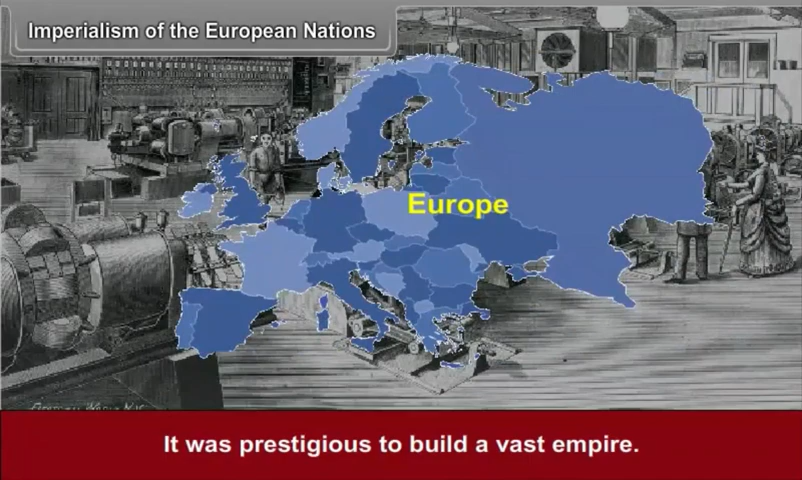 Imperialism of the European Nations
Europe
It was prestigious to build a vast empire.